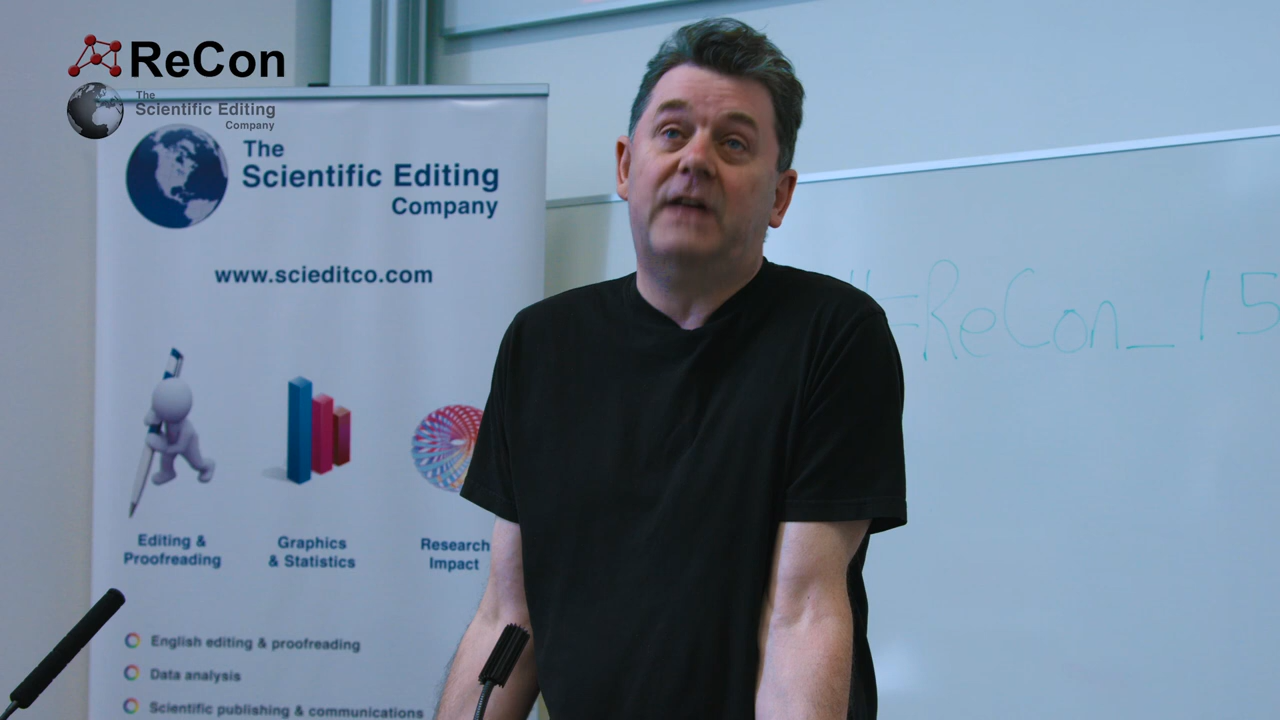 ReCon
The
Scientific Editing
Company
The
Scientific Editing
Company
www.scieditco.com
Editing &
Proofreading
Graphics
& Statistics
Research
Impact
English editing & proofreading
Data analysis
Scientific publishing & communications
#ReCon_15